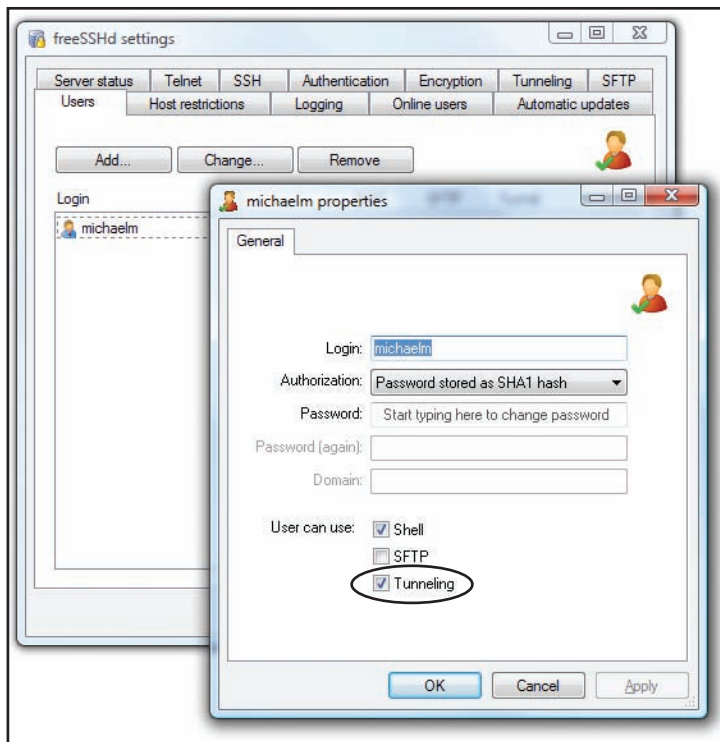 freeSSHd settings
Server status Telnet SSH Authentication Encryption Tunneling SFTP
Users Host restrictions Logging Online users Automatic updates
Add... Change... Remove
Login
michaelm
michaelm properties
General
Login: michaelm
Authorization: Password stored as SHA1 hash
Password: Start typing here to change password
Password (again):
Domain:
User can use: Shell
SFTP
Tunneling
OK Cancel Apply